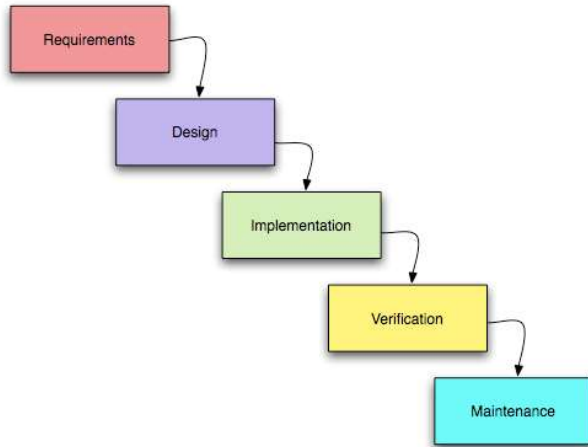 Requirements
Design
Implementation
Verification
Maintenance